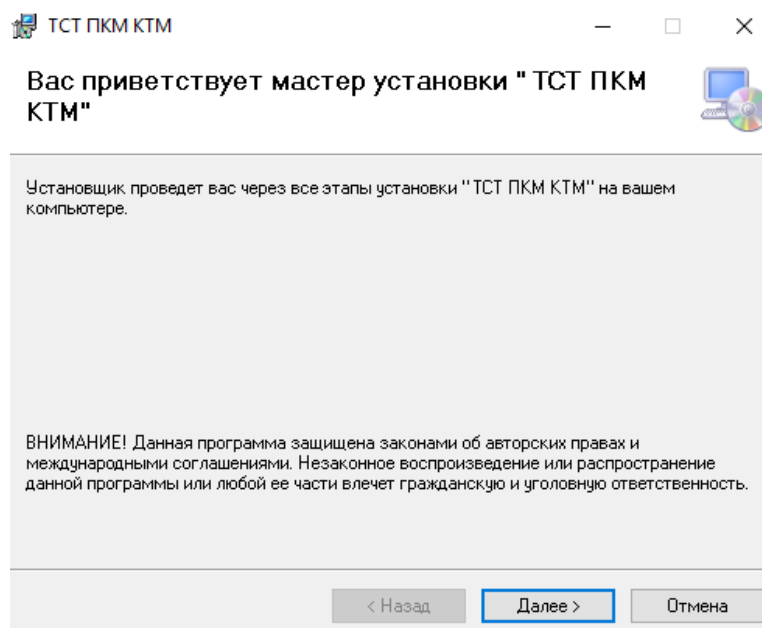 ТСТ ПКМ КТМ
Вас приветствует мастер установки " ТСТ ПКМ
КТМ"
Установщик проведет вас через все этапы установки " ТСТ ПКМ КТМ" на вашем
компьютере.
ВНИМАНИЕ! Данная программа защищена законами об авторских правах и
международными соглашениями. Незаконное воспроизведение или распространение
данной программы или любой ее части влечет гражданскую и уголовную ответственность.
< Назад
Далее >
Отмена